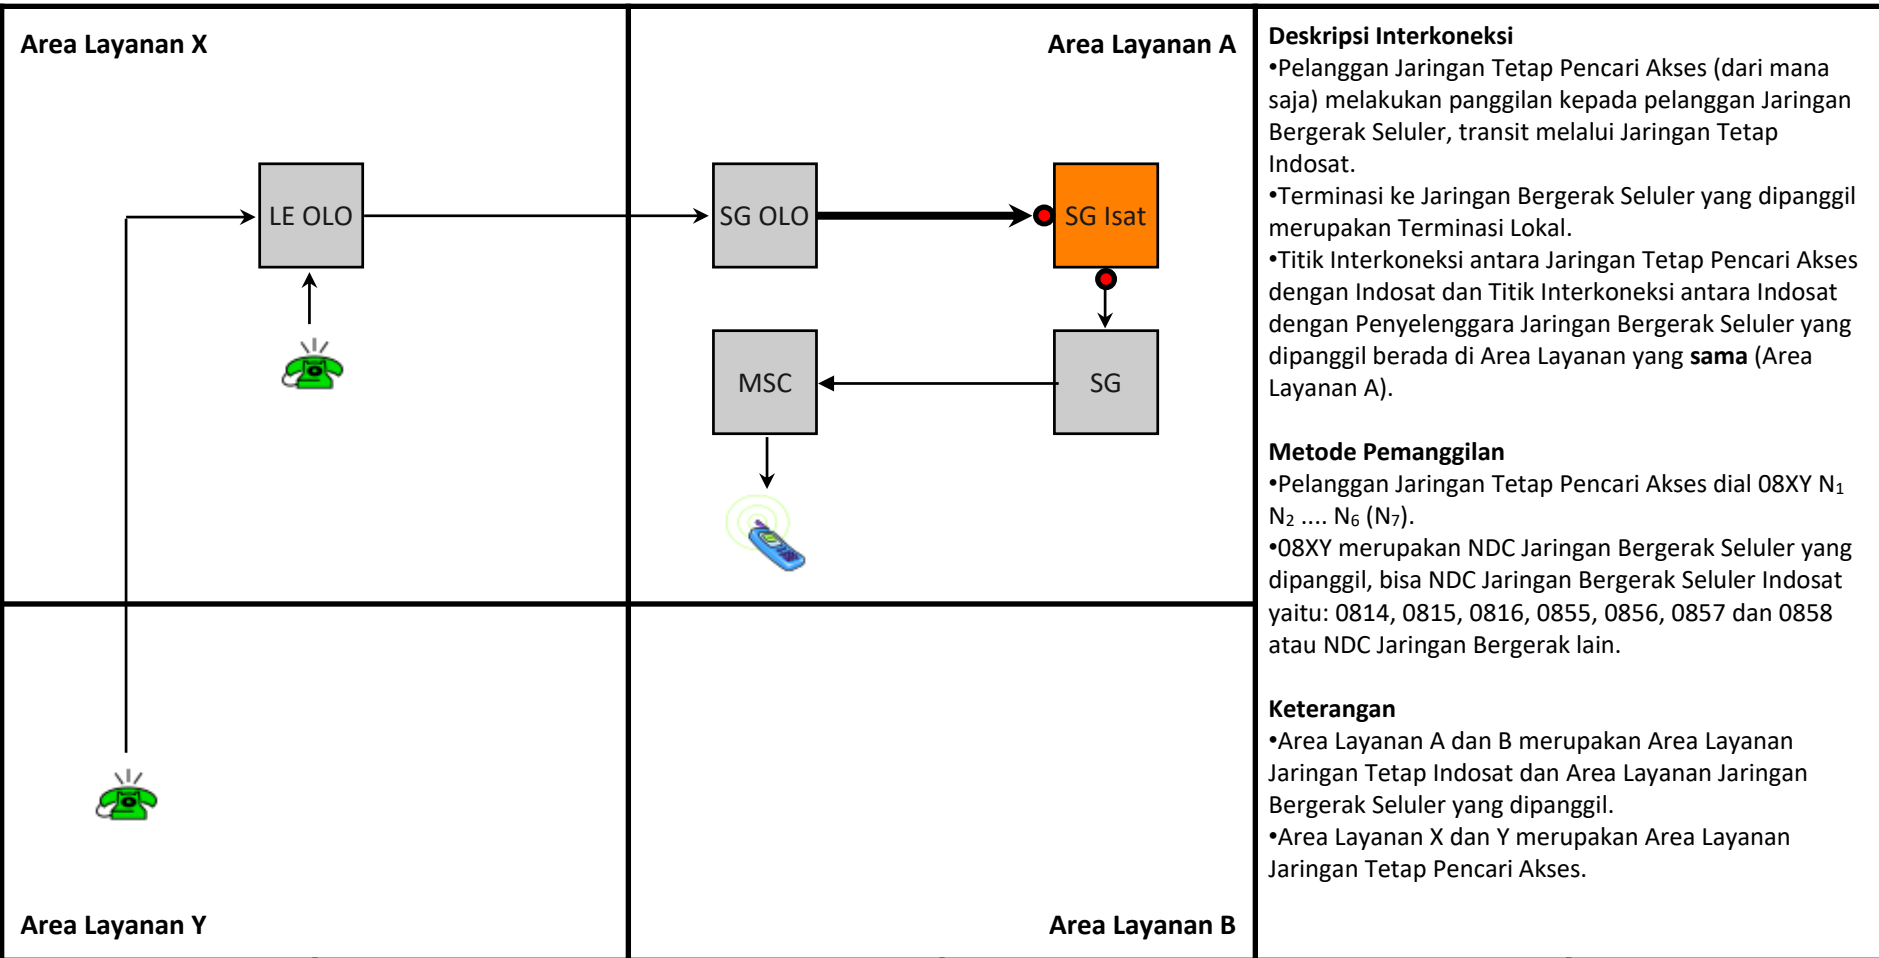 Area Layanan X
Area Layanan A
LE OLO
SG OLO
SG Isat
MSC
SG
Area Layanan Y
Area Layanan B
Deskripsi Interkoneksi
•Pelanggan Jaringan Tetap Pencari Akses (dari mana
saja) melakukan panggilan kepada pelanggan Jaringan
Bergerak Seluler, transit melalui Jaringan Tetap
Indosat.
•Terminasi ke Jaringan Bergerak Seluler yang dipanggil
merupakan Terminasi Lokal.
•Titik Interkoneksi antara Jaringan Tetap Pencari Akses
dengan Indosat dan Titik Interkoneksi antara Indosat
dengan Penyelenggara Jaringan Bergerak Seluler yang
dipanggil berada di Area Layanan yang sama (Area
Layanan A).
Metode Pemanggilan
•Pelanggan Jaringan Tetap Pencari Akses dial 08XY N₁
N₂ .... N₆ (N₇).
•08XY merupakan NDC Jaringan Bergerak Seluler yang
dipanggil, bisa NDC Jaringan Bergerak Seluler Indosat
yaitu: 0814, 0815, 0816, 0855, 0856, 0857 dan 0858
atau NDC Jaringan Bergerak lain.
Keterangan
•Area Layanan A dan B merupakan Area Layanan
Jaringan Tetap Indosat dan Area Layanan Jaringan
Bergerak Seluler yang dipanggil.
•Area Layanan X dan Y merupakan Area Layanan
Jaringan Tetap Pencari Akses.